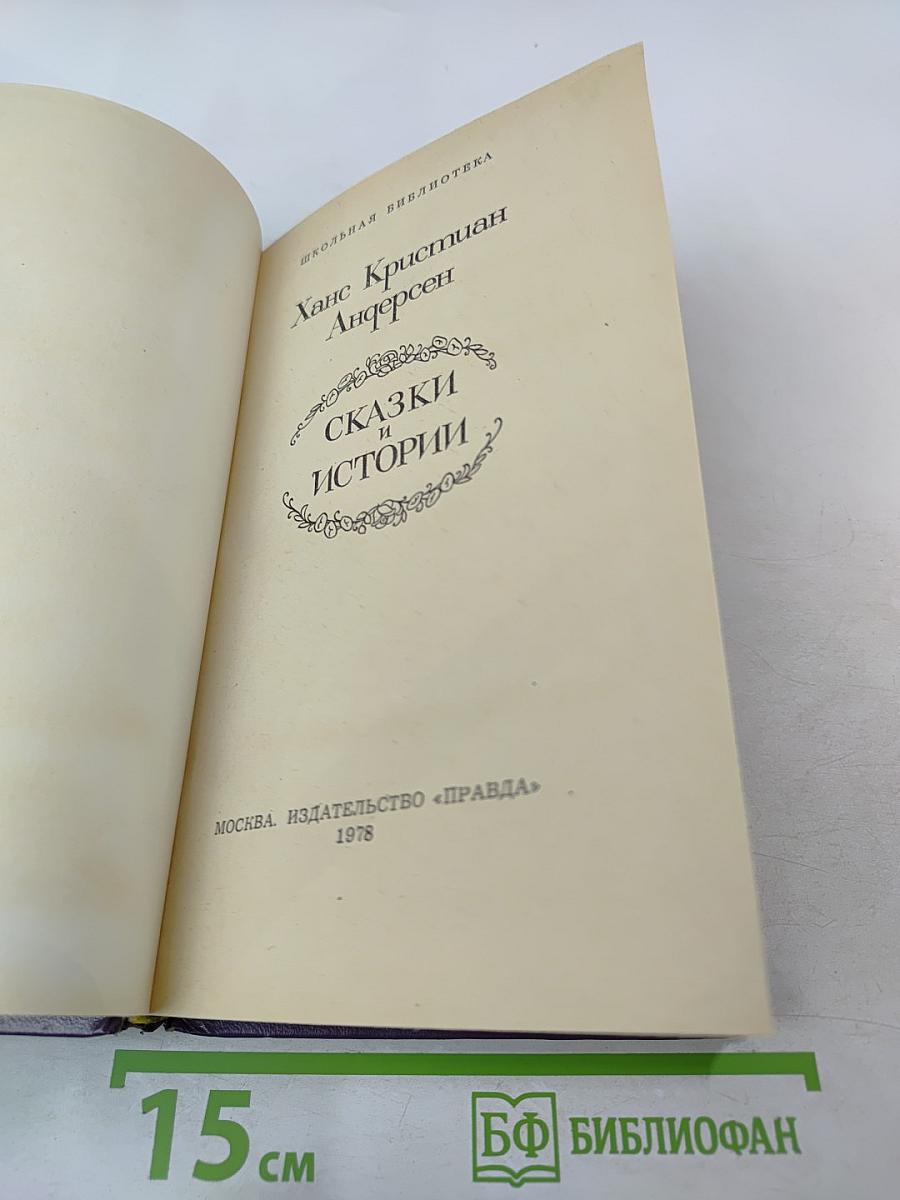 ШКОЛЬНАЯ БИБЛИОТЕКА
Ханс Кристиан
Андерсен
СКАЗКИ
И
ИСТОРИИ
МОСКВА. ИЗДАТЕЛЬСТВО «ПРАВДА»
1978
15 см
БФ БИБЛИОФАН